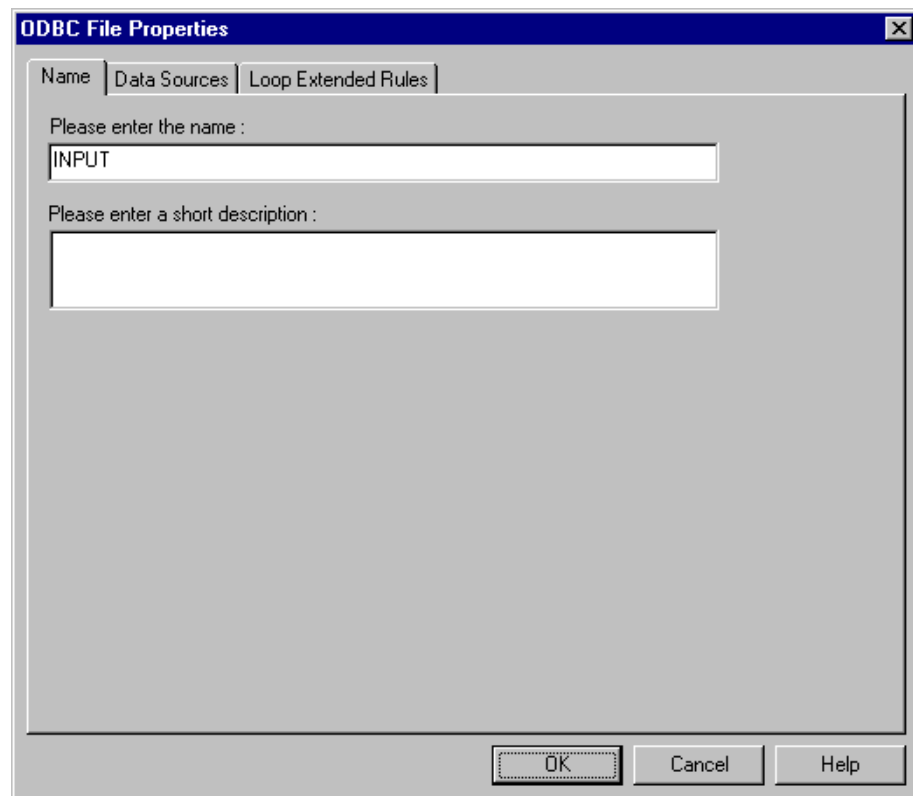 ODBC File Properties
Name Data Sources Loop Extended Rules
Please enter the name :
INPUT
Please enter a short description :
OK Cancel Help